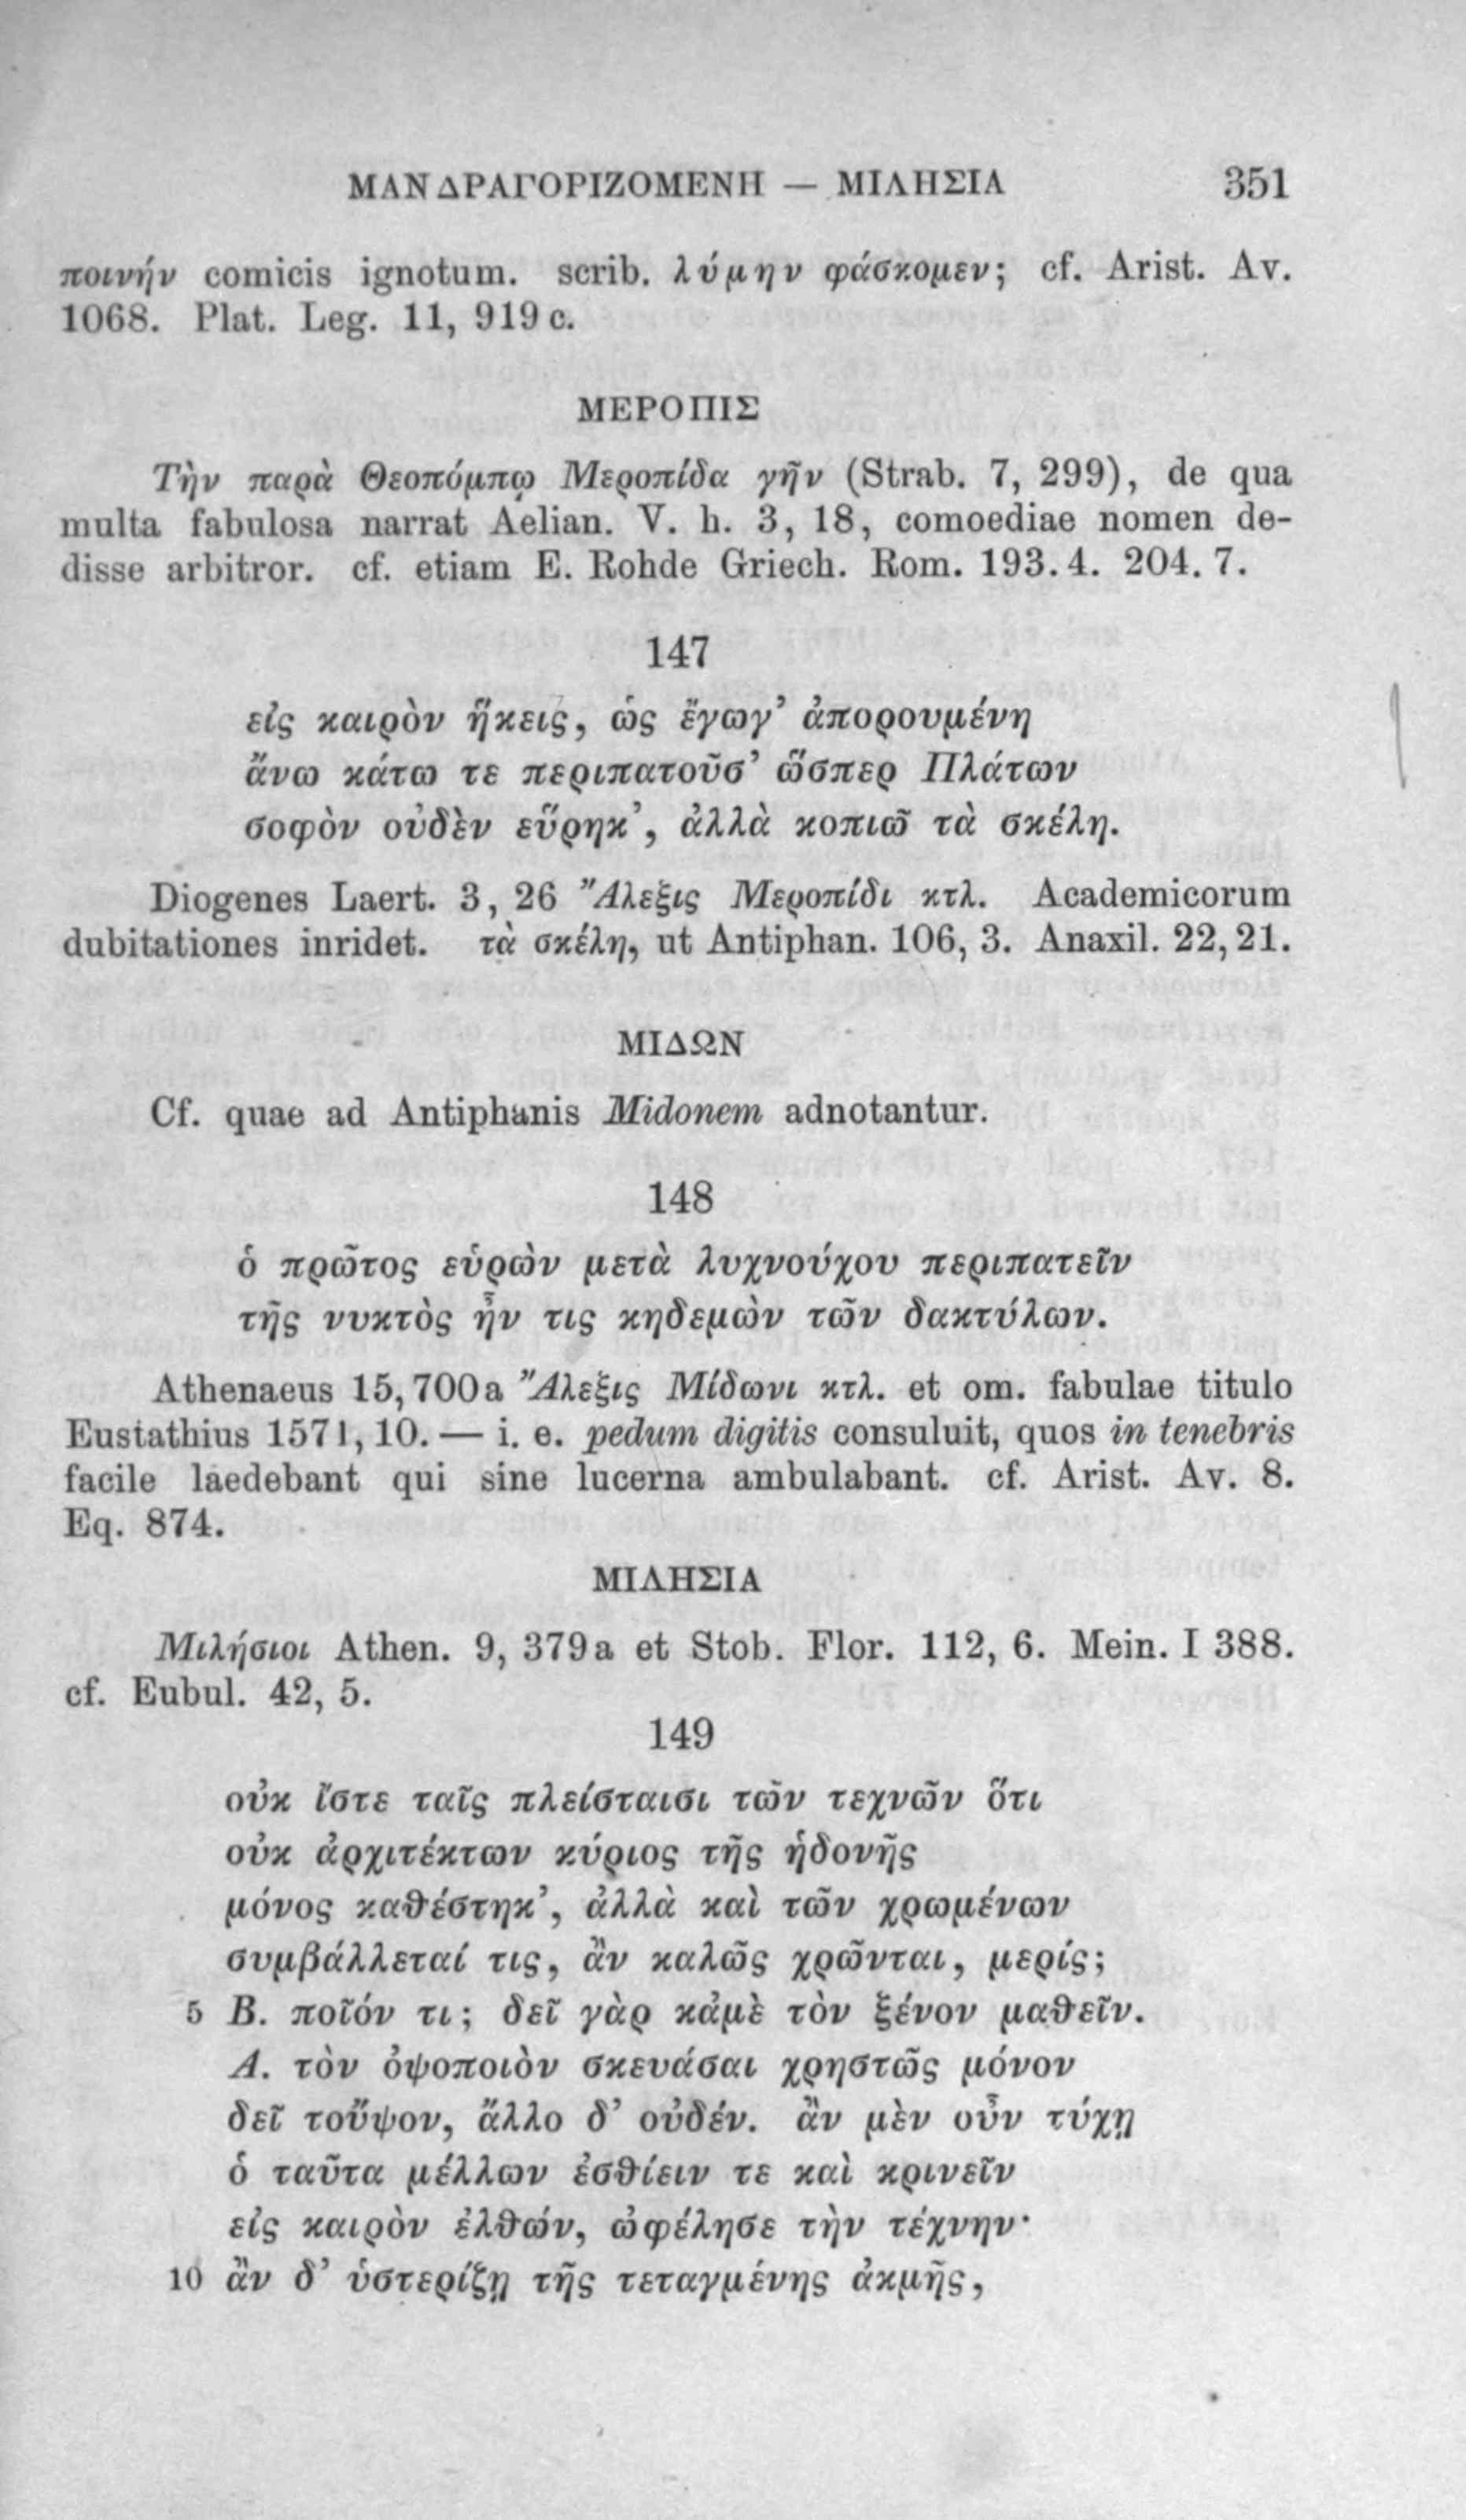 ΜΑΝΔΡΑΓΟΡΙΖΟΜΕΝΗ — ΜΙΛΗΣΙΑ 351
ποινήν comicis ignotum. scrib. λύμην φάσκομεν; cf. Arist. Av.
1068. Plat. Leg. 11, 919 c.
ΜΕΡΟΠΙΣ
Τὴν παρὰ Θεοπόμπῳ Μεροπίδα γῆν (Strab. 7, 299), de qua
multa fabulosa narrat Aelian. V. h. 3, 18, comoediae nomen de-
disse arbitror. cf. etiam E. Rohde Griech. Rom. 193. 4. 204. 7.
147
εἰς καιρὸν ἥκεις, ὡς ἔγωγ’ ἀπορουμένη
ἄνω κάτω τε περιπατοῦσ’ ὥσπερ Πλάτων
σοφὸν οὐδὲν εὕρηκ’, ἀλλὰ κοπιῶ τὰ σκέλη.
Diogenes Laert. 3, 26 Ἄλεξις Μεροπίδι κτλ. Academicorum
dubitationes inridet. τὰ σκέλη, ut Antiphan. 106, 3. Anaxil. 22, 21.
ΜΙΔΩΝ
Cf. quae ad Antiphanis Midonem adnotantur.
148
ὁ πρῶτος εὑρὼν μετὰ λυχνούχου περιπατεῖν
τῆς νυκτὸς ἦν τις κηδεμὼν τῶν δακτύλων.
Athenaeus 15, 700 a Ἄλεξις Μίδωνι κτλ. et om. fabulae titulo
Eustathius 1571, 10. — i. e. pedum digitis consuluit, quos in tenebris
facile laedebant qui sine lucerna ambulabant. cf. Arist. Av. 8.
Eq. 874.
ΜΙΛΗΣΙΑ
Μιλήσιοι Athen. 9, 379 a et Stob. Flor. 112, 6. Mein. I 388.
cf. Eubul. 42, 5.
149
οὐκ ἴστε ταῖς πλείσταισι τῶν τεχνῶν ὅτι
οὐκ ἀρχιτέκτων κύριος τῆς ἡδονῆς
μόνος καθέστηκ’, ἀλλὰ καὶ τῶν χρωμένων
συμβάλλεταί τις, ἂν καλῶς χρῶνται, μερίς;
5 Β. ποῖόν τι; δεῖ γὰρ κἀμὲ τὸν ξένον μαθεῖν.
Α. τὸν ὀψοποιὸν σκευάσαι χρηστῶς μόνον
δεῖ τοὔψον, ἄλλο δ’ οὐδέν. ἂν μὲν οὖν τύχῃ
ὁ ταῦτα μέλλων ἐσθίειν τε καὶ κρινεῖν
εἰς καιρὸν ἐλθών, ὠφέλησε τὴν τέχνην·
10 ἂν δ’ ὑστερίζῃ τῆς τεταγμένης ἀκμῆς,